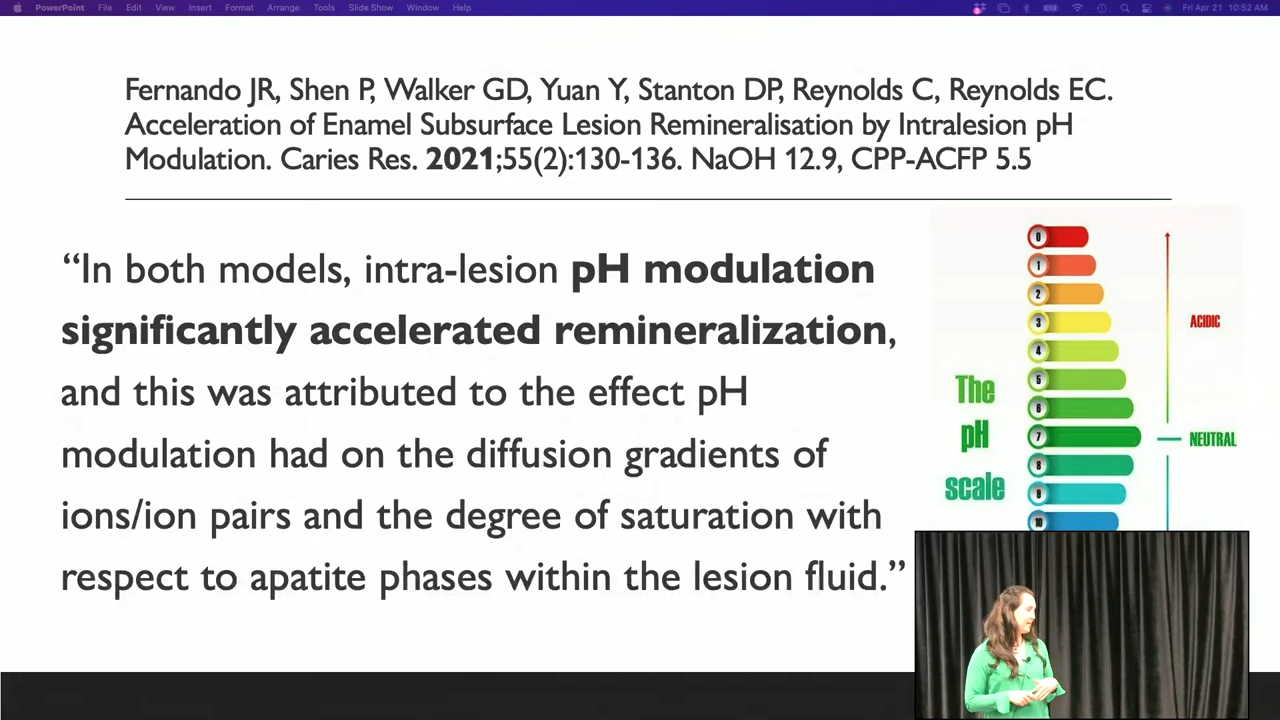 PowerPoint File Edit View Insert Format Arrange Tools Slide Show Window Help
Fri Apr 21 10:52 AM
Fernando JR, Shen P, Walker GD, Yuan Y, Stanton DP, Reynolds C, Reynolds EC.
Acceleration of Enamel Subsurface Lesion Remineralisation by Intralesion pH
Modulation. Caries Res. 2021;55(2):130-136. NaOH 12.9, CPP-ACFP 5.5
“In both models, intra-lesion pH modulation
significantly accelerated remineralization,
and this was attributed to the effect pH
modulation had on the diffusion gradients of
ions/ion pairs and the degree of saturation with
respect to apatite phases within the lesion fluid.”
The
pH
scale
0
1
2
3
4
5
6
7
8
9
10
ACIDIC
NEUTRAL